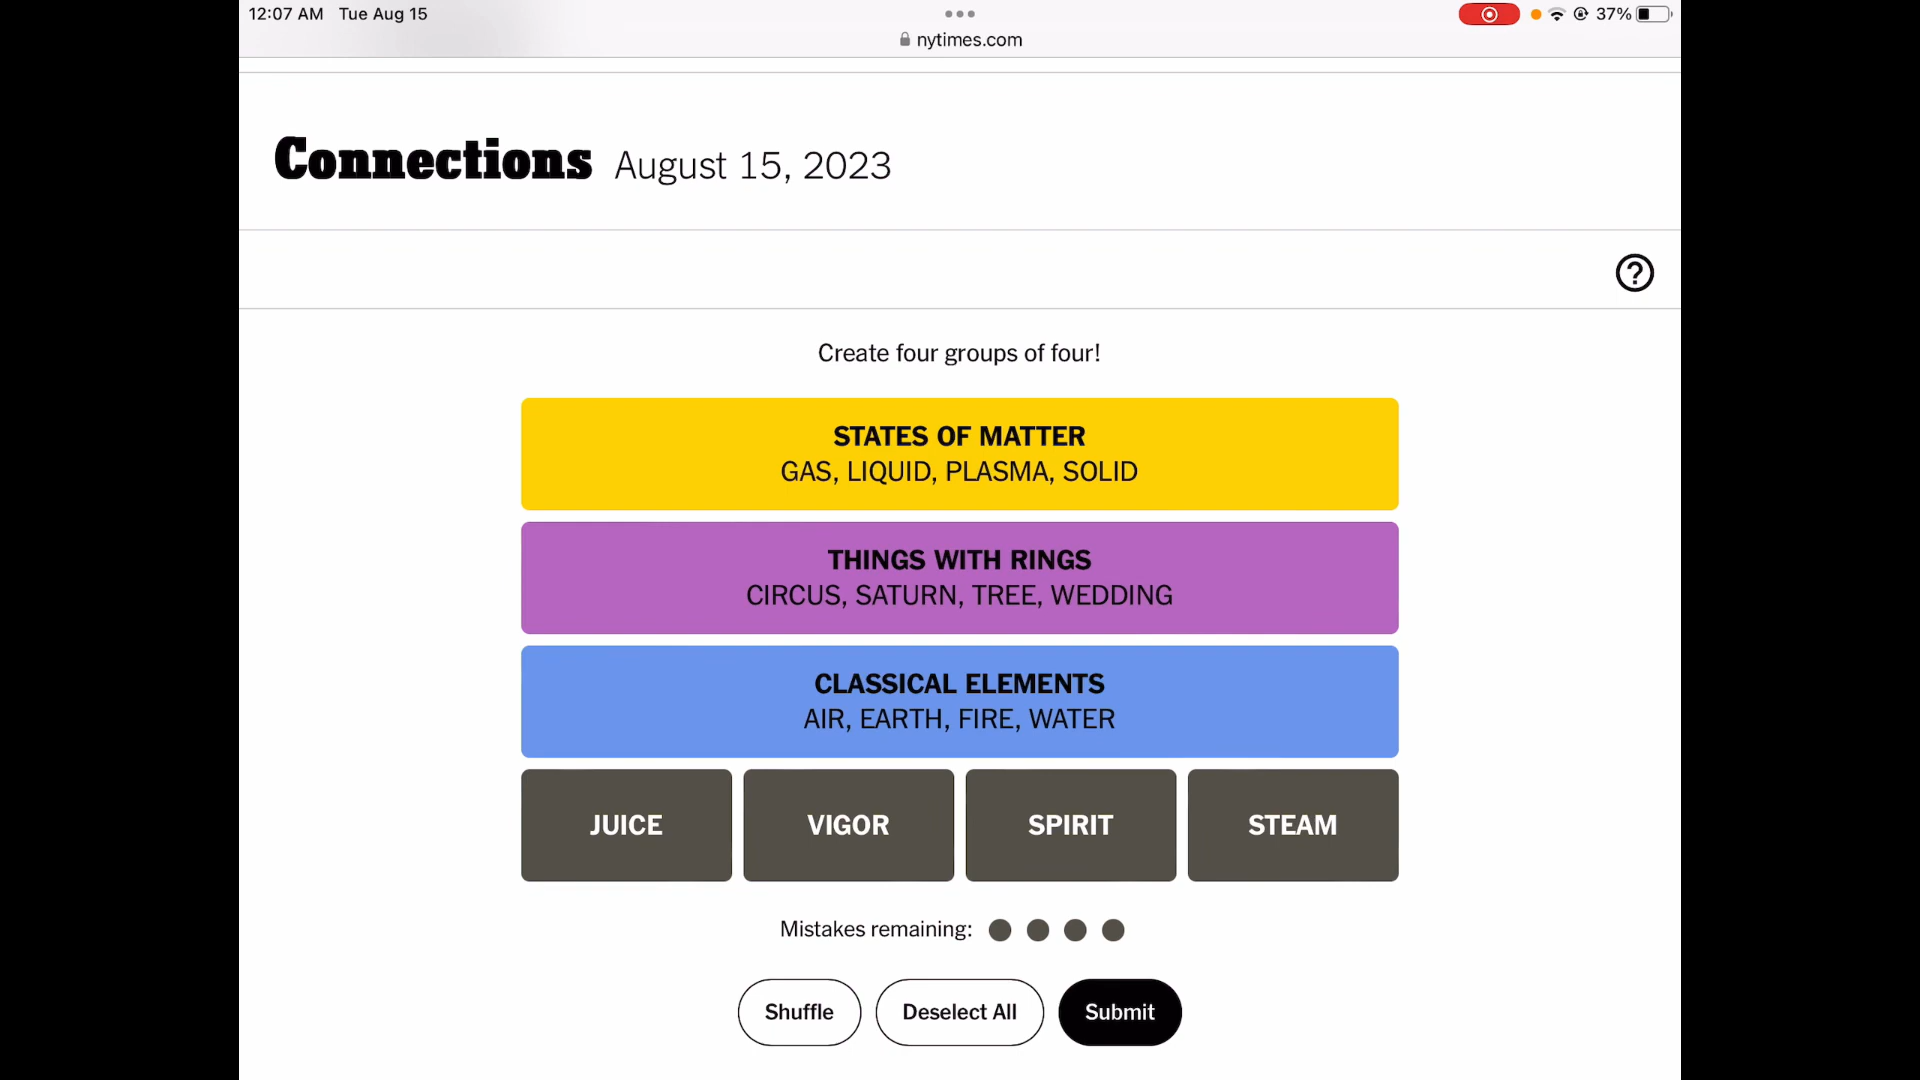 12:07 AM Tue Aug 15
37%
nytimes.com
Connections August 15, 2023
Create four groups of four!
STATES OF MATTER
GAS, LIQUID, PLASMA, SOLID
THINGS WITH RINGS
CIRCUS, SATURN, TREE, WEDDING
CLASSICAL ELEMENTS
AIR, EARTH, FIRE, WATER
JUICE VIGOR SPIRIT STEAM
Mistakes remaining:
Shuffle Deselect All Submit